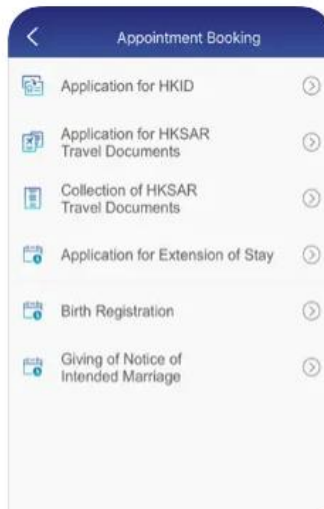 Appointment Booking
Application for HKID
Application for HKSAR
Travel Documents
Collection of HKSAR
Travel Documents
Application for Extension of Stay
Birth Registration
Giving of Notice of
Intended Marriage